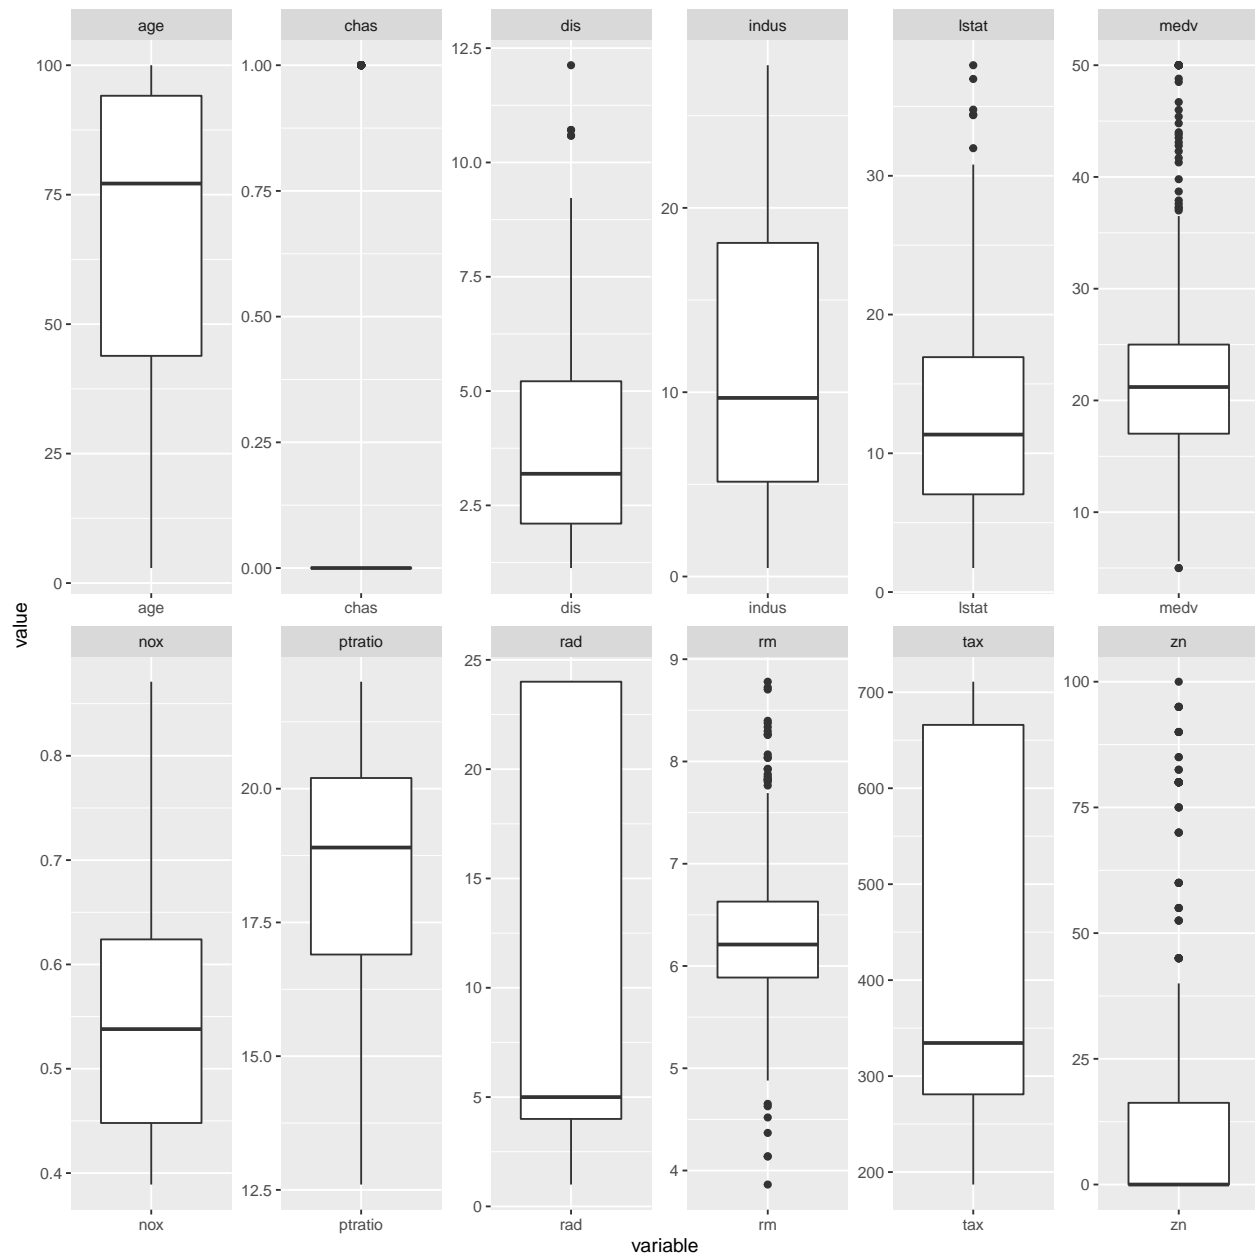 age chas dis indus lstat medv
100 1.00 12.5 50
10.0 40
0.75 30
75 20
7.5 30
0.50 20
50 5.0 10 20
0.25 10
25 2.5 10
0.00 0
0 0
age chas dis indus lstat medv
value
nox ptratio rad rm tax zn
25 9 700 100
0.8 20.0 20 8 600 75
0.7 15 7 500
17.5 50
0.6 10 6 400
0.5 15.0 5 5 300 25
0.4 12.5 0 4 200 0
nox ptratio rad rm tax zn
variable